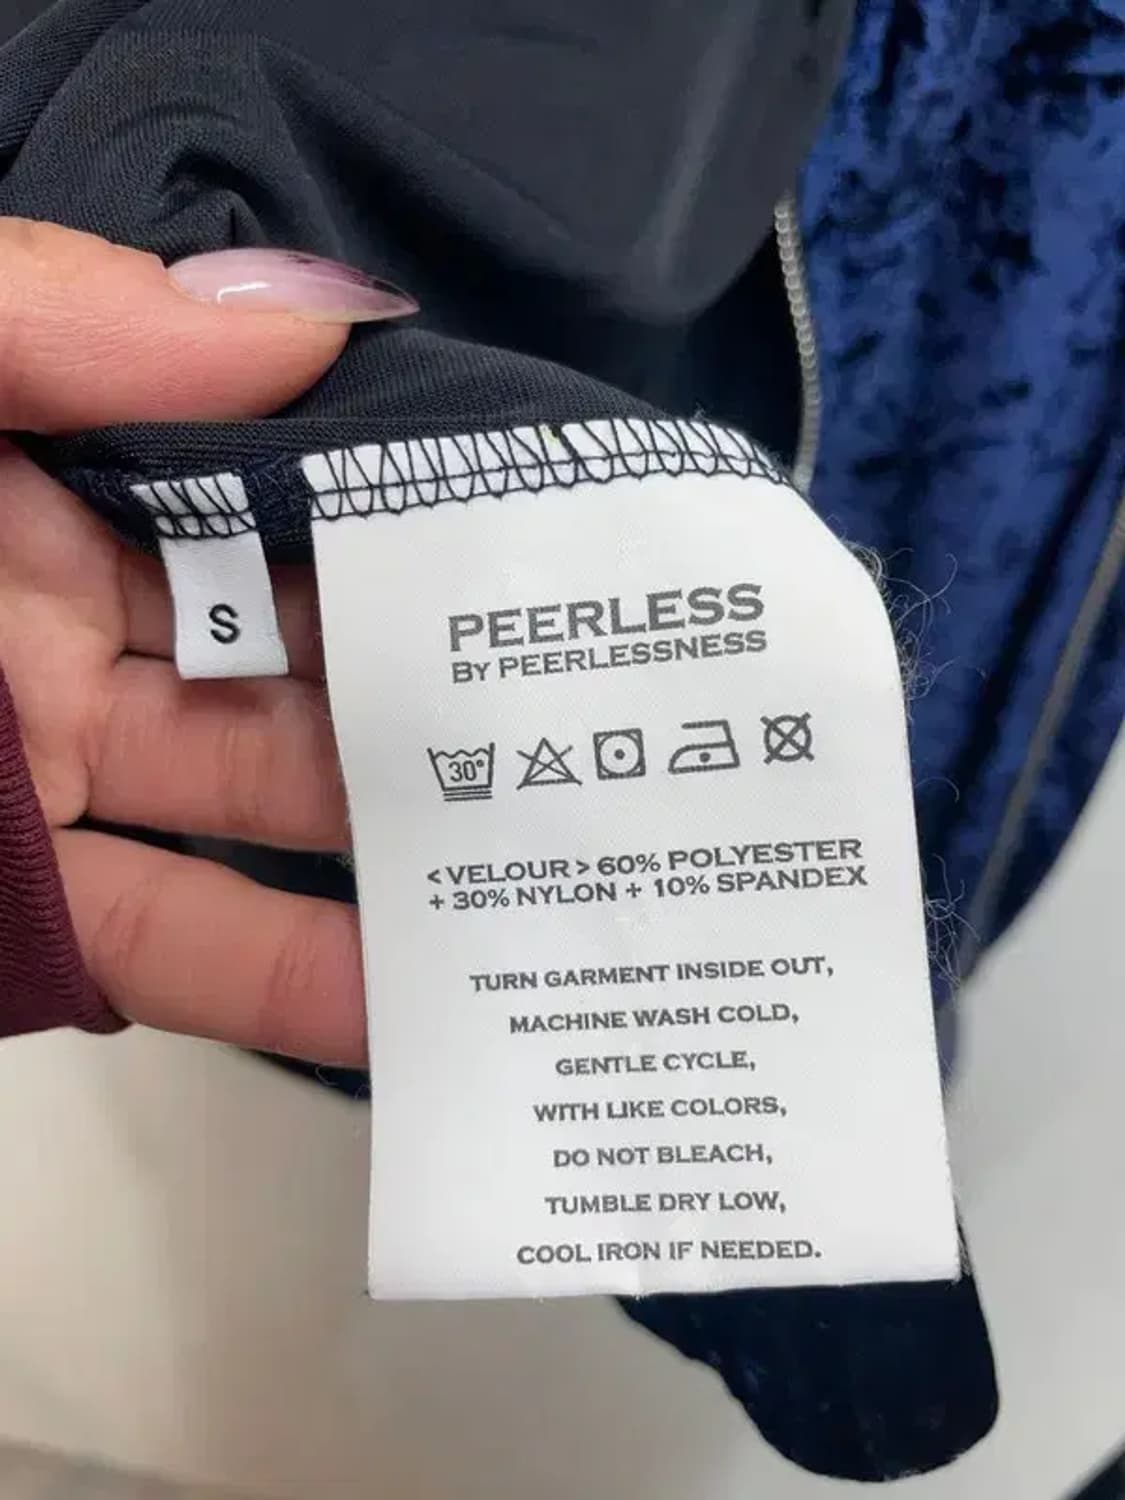 S
PEERLESS
BY PEERLESSNESS
30°
<VELOUR> 60% POLYESTER
+ 30% NYLON + 10% SPANDEX
TURN GARMENT INSIDE OUT,
MACHINE WASH COLD,
GENTLE CYCLE,
WITH LIKE COLORS,
DO NOT BLEACH,
TUMBLE DRY LOW,
COOL IRON IF NEEDED.